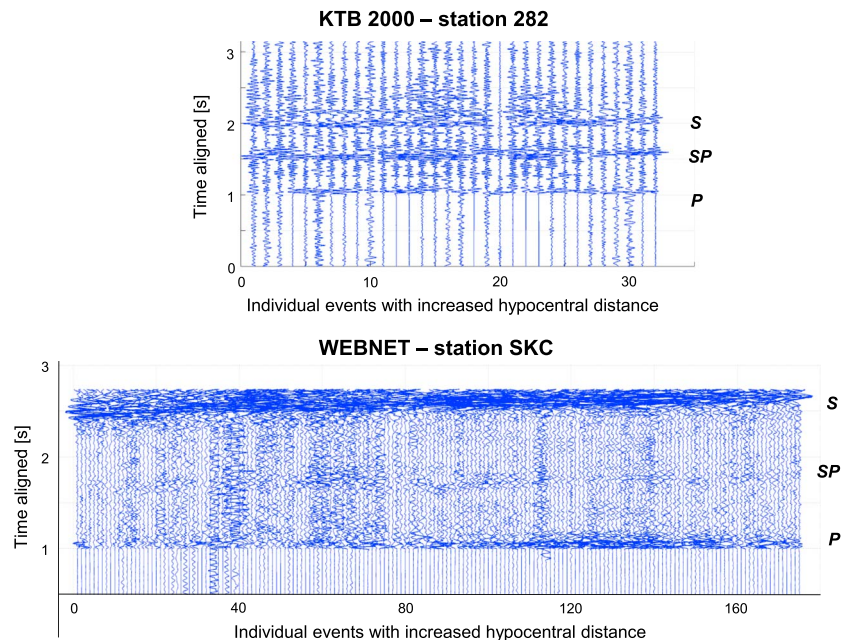 KTB 2000 – station 282
3
2
1
0
Time aligned [s]
S
SP
P
0
10
20
30
Individual events with increased hypocentral distance
WEBNET – station SKC
3
2
1
Time aligned [s]
S
SP
P
0
40
80
120
160
Individual events with increased hypocentral distance